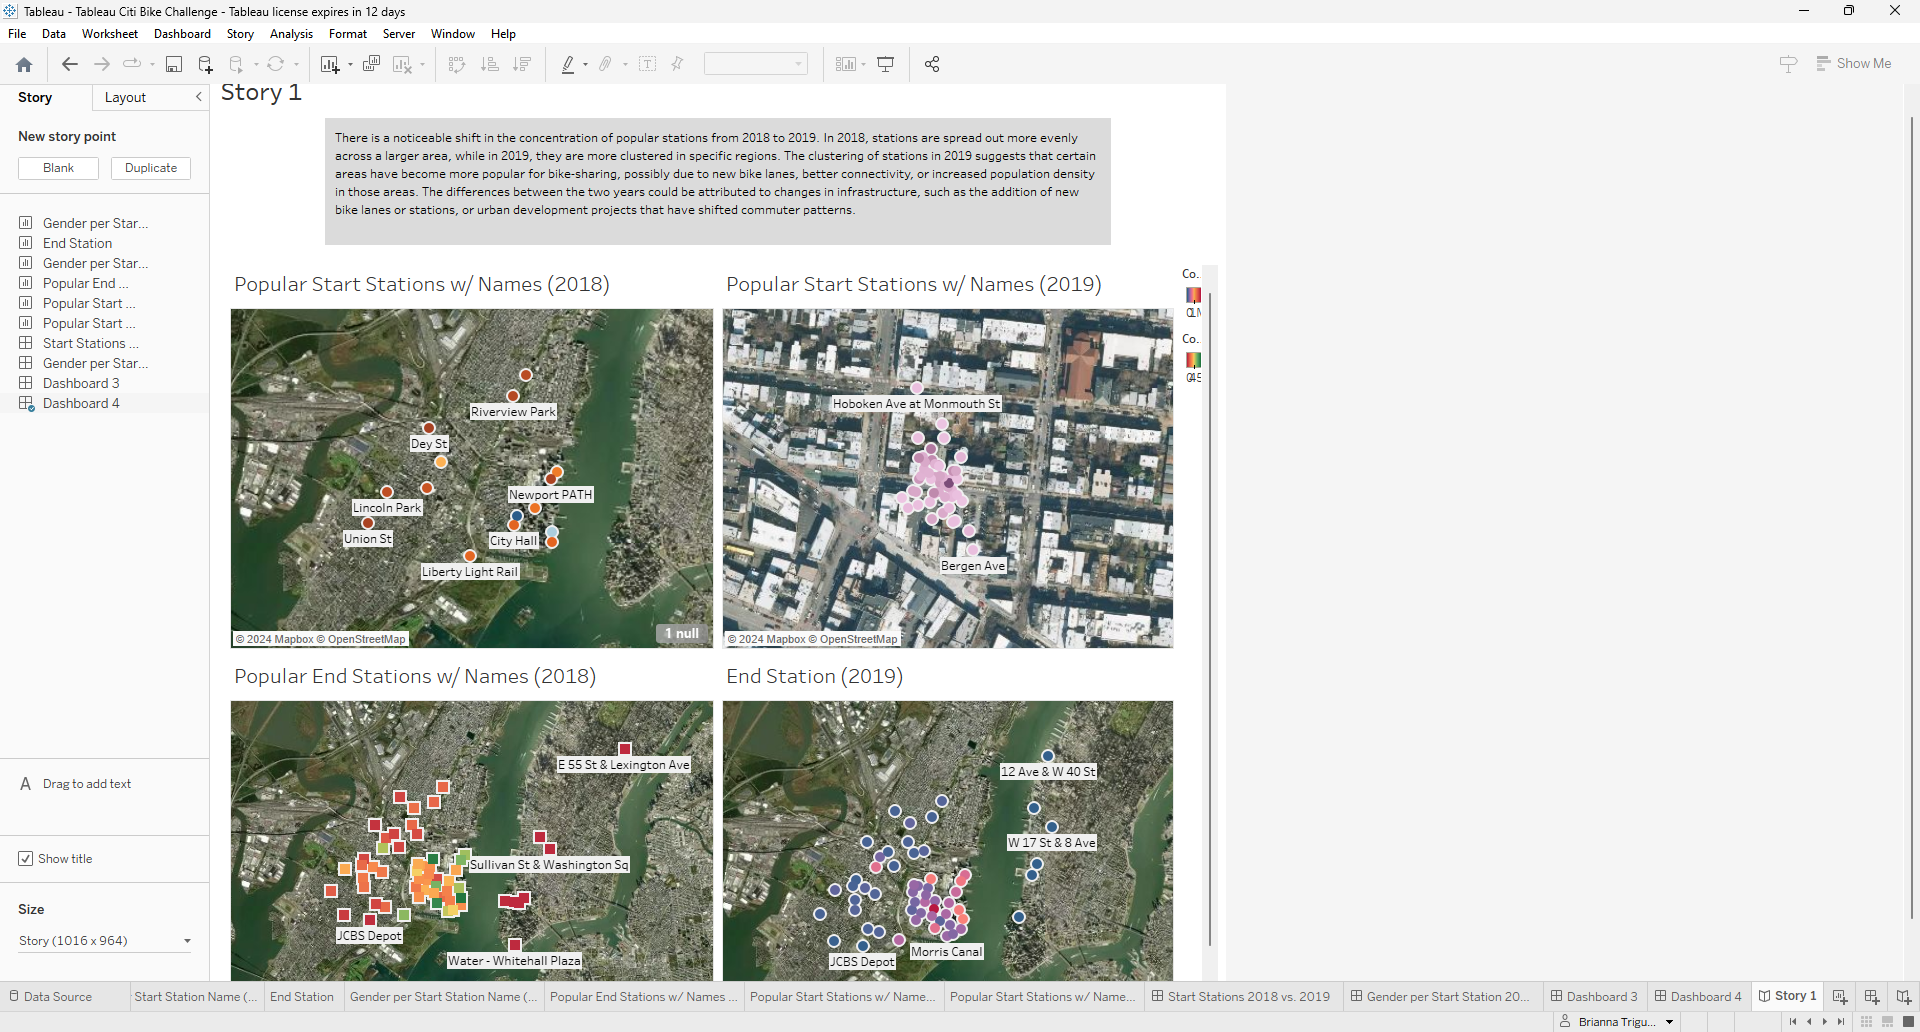 Tableau - Tableau Citi Bike Challenge - Tableau license expires in 12 days
File Data Worksheet Dashboard Story Analysis Format Server Window Help
Show Me
Story Layout
New story point
Blank Duplicate
Gender per Star...
End Station
Gender per Star...
Popular End ...
Popular Start ...
Popular Start ...
Start Stations ...
Gender per Star...
Dashboard 3
Dashboard 4
A Drag to add text
Show title
Size
Story (1016 x 964)
Story 1
There is a noticeable shift in the concentration of popular stations from 2018 to 2019. In 2018, stations are spread out more evenly
across a larger area, while in 2019, they are more clustered in specific regions. The clustering of stations in 2019 suggests that certain
areas have become more popular for bike-sharing, possibly due to new bike lanes, better connectivity, or increased population density
in those areas. The differences between the two years could be attributed to changes in infrastructure, such as the addition of new
bike lanes or stations, or urban development projects that have shifted commuter patterns.
Popular Start Stations w/ Names (2018)
Riverview Park
Dey St
Newport PATH
Lincoln Park
Union St
City Hall
Liberty Light Rail
© 2024 Mapbox © OpenStreetMap
1 null
Popular Start Stations w/ Names (2019)
Hoboken Ave at Monmouth St
Bergen Ave
© 2024 Mapbox © OpenStreetMap
Co..
Co..
Popular End Stations w/ Names (2018)
E 55 St & Lexington Ave
Sullivan St & Washington Sq
JCBS Depot
Water - Whitehall Plaza
End Station (2019)
12 Ave & W 40 St
W 17 St & 8 Ave
Morris Canal
JCBS Depot
Data Source
Start Station Name (...
End Station
Gender per Start Station Name (...
Popular End Stations w/ Names ...
Popular Start Stations w/ Name...
Popular Start Stations w/ Name...
Start Stations 2018 vs. 2019
Gender per Start Station 20...
Dashboard 3
Dashboard 4
Story 1
Brianna Trigu...